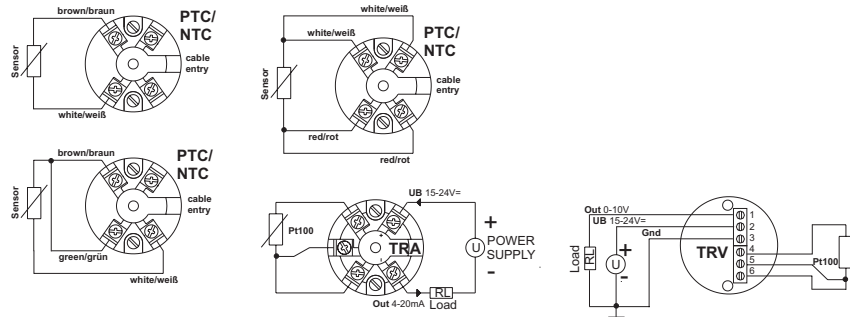 brown/braun
PTC/
NTC
Sensor
cable
entry
white/weiß
white/weiß
white/weiß
PTC/
NTC
Sensor
cable
entry
red/rot
red/rot
brown/braun
PTC/
NTC
Sensor
cable
entry
green/grün
white/weiß
UB 15-24V=
Pt100
+
-
TRA
+
U
POWER
SUPPLY
-
RL
Out 4-20mA
Load
Out 0-10V
UB 15-24V=
Gnd
Load
RL
+
U
-
TRV
1
2
3
4
5
6
Pt100